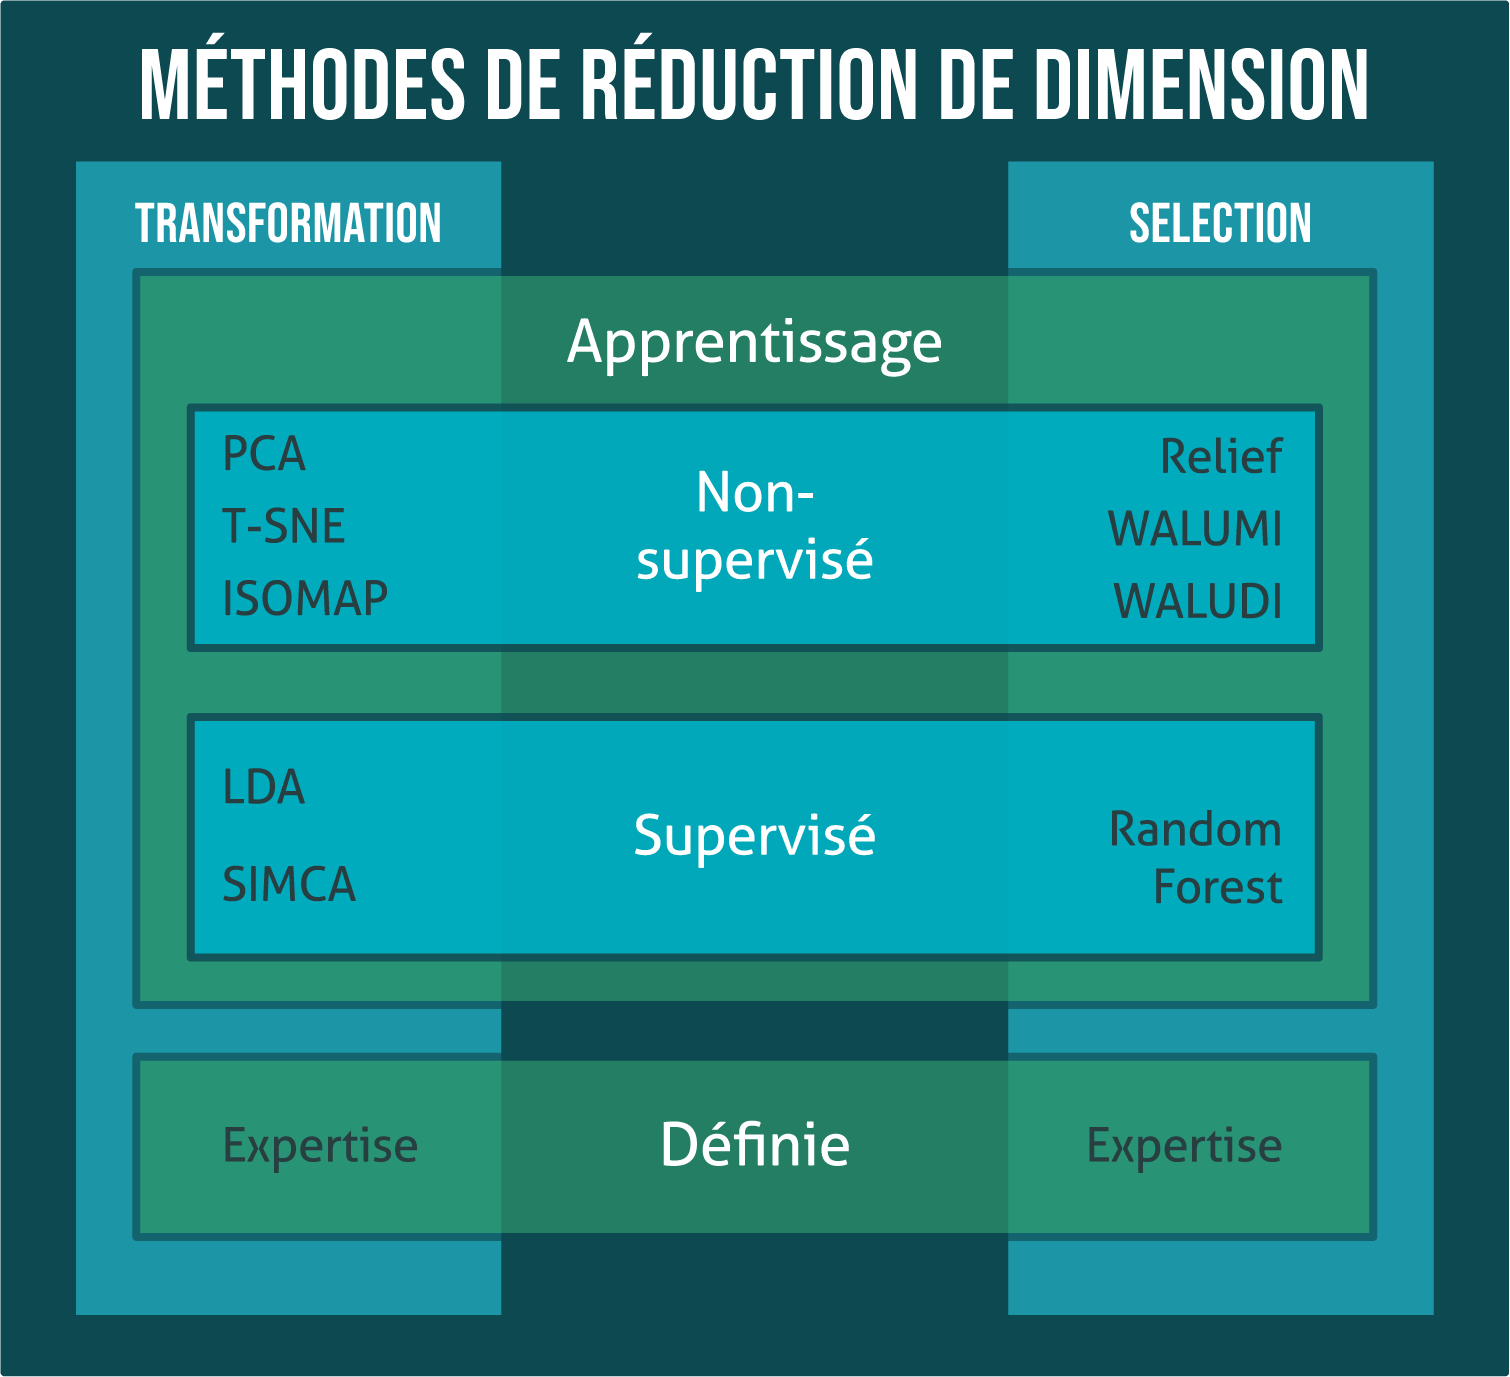 MÉTHODES DE RÉDUCTION DE DIMENSION
TRANSFORMATION
SELECTION
Apprentissage
PCA
T-SNE
ISOMAP
Non-
supervisé
Relief
WALUMI
WALUDI
LDA
SIMCA
Supervisé
Random
Forest
Expertise
Définie
Expertise